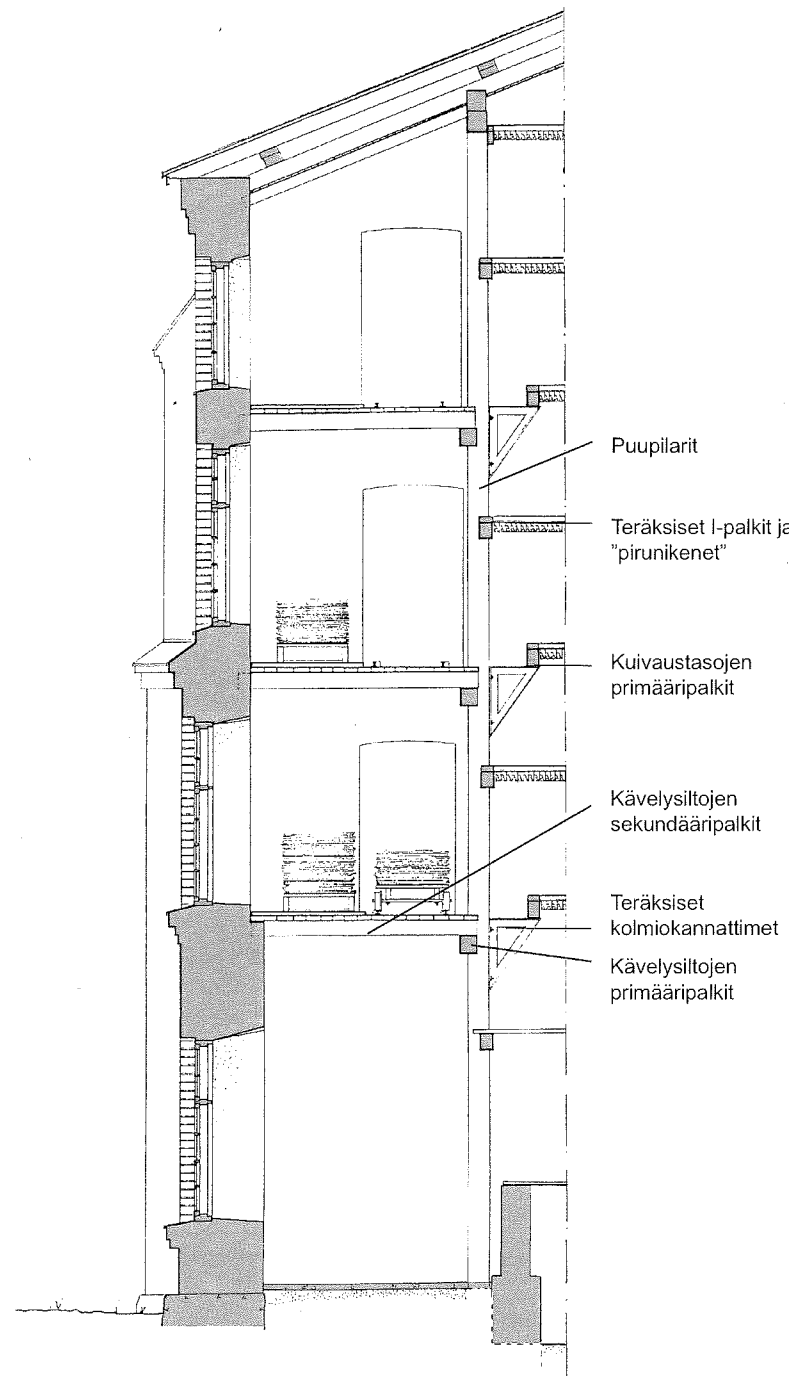 Puupilarit
Teräksiset I-palkit ja
"pirunikenet"
Kuivaustasojen
primääripalkit
Kävelysiltojen
sekundääripalkit
Teräksiset
kolmiokannattimet
Kävelysiltojen
primääripalkit